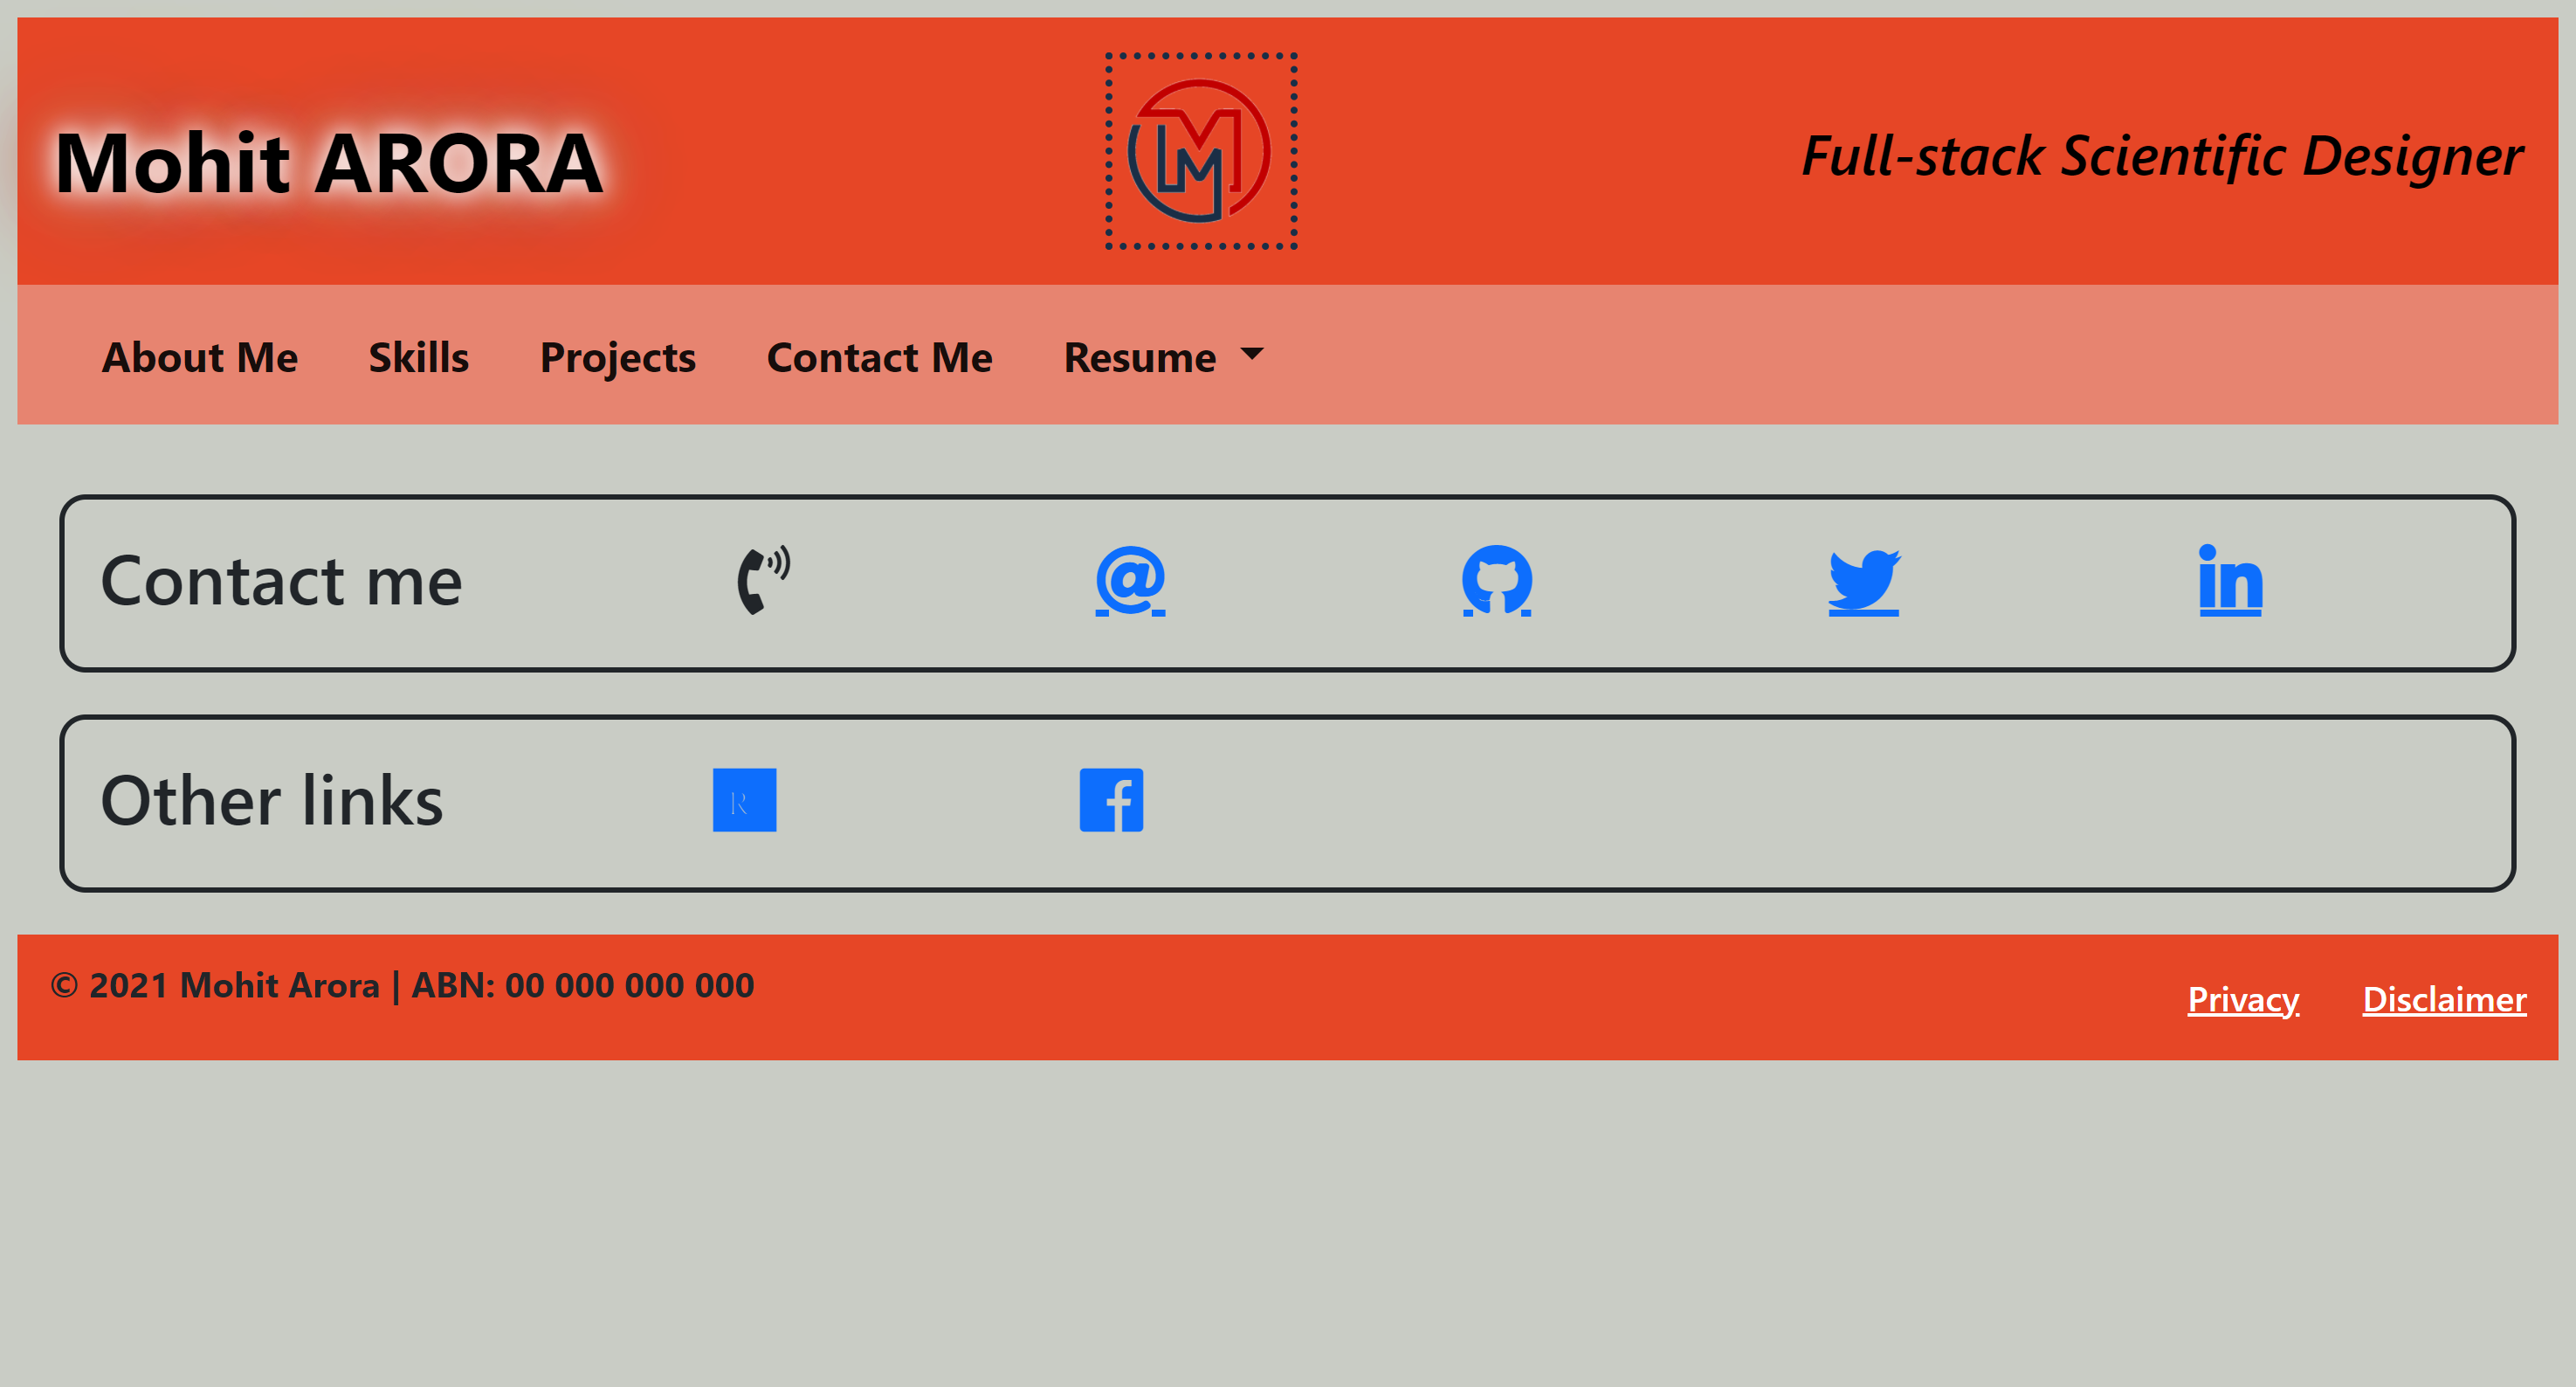 Mohit ARORA
Full-stack Scientific Designer
About Me Skills Projects Contact Me Resume
Contact me
Other links
© 2021 Mohit Arora | ABN: 00 000 000 000
Privacy Disclaimer